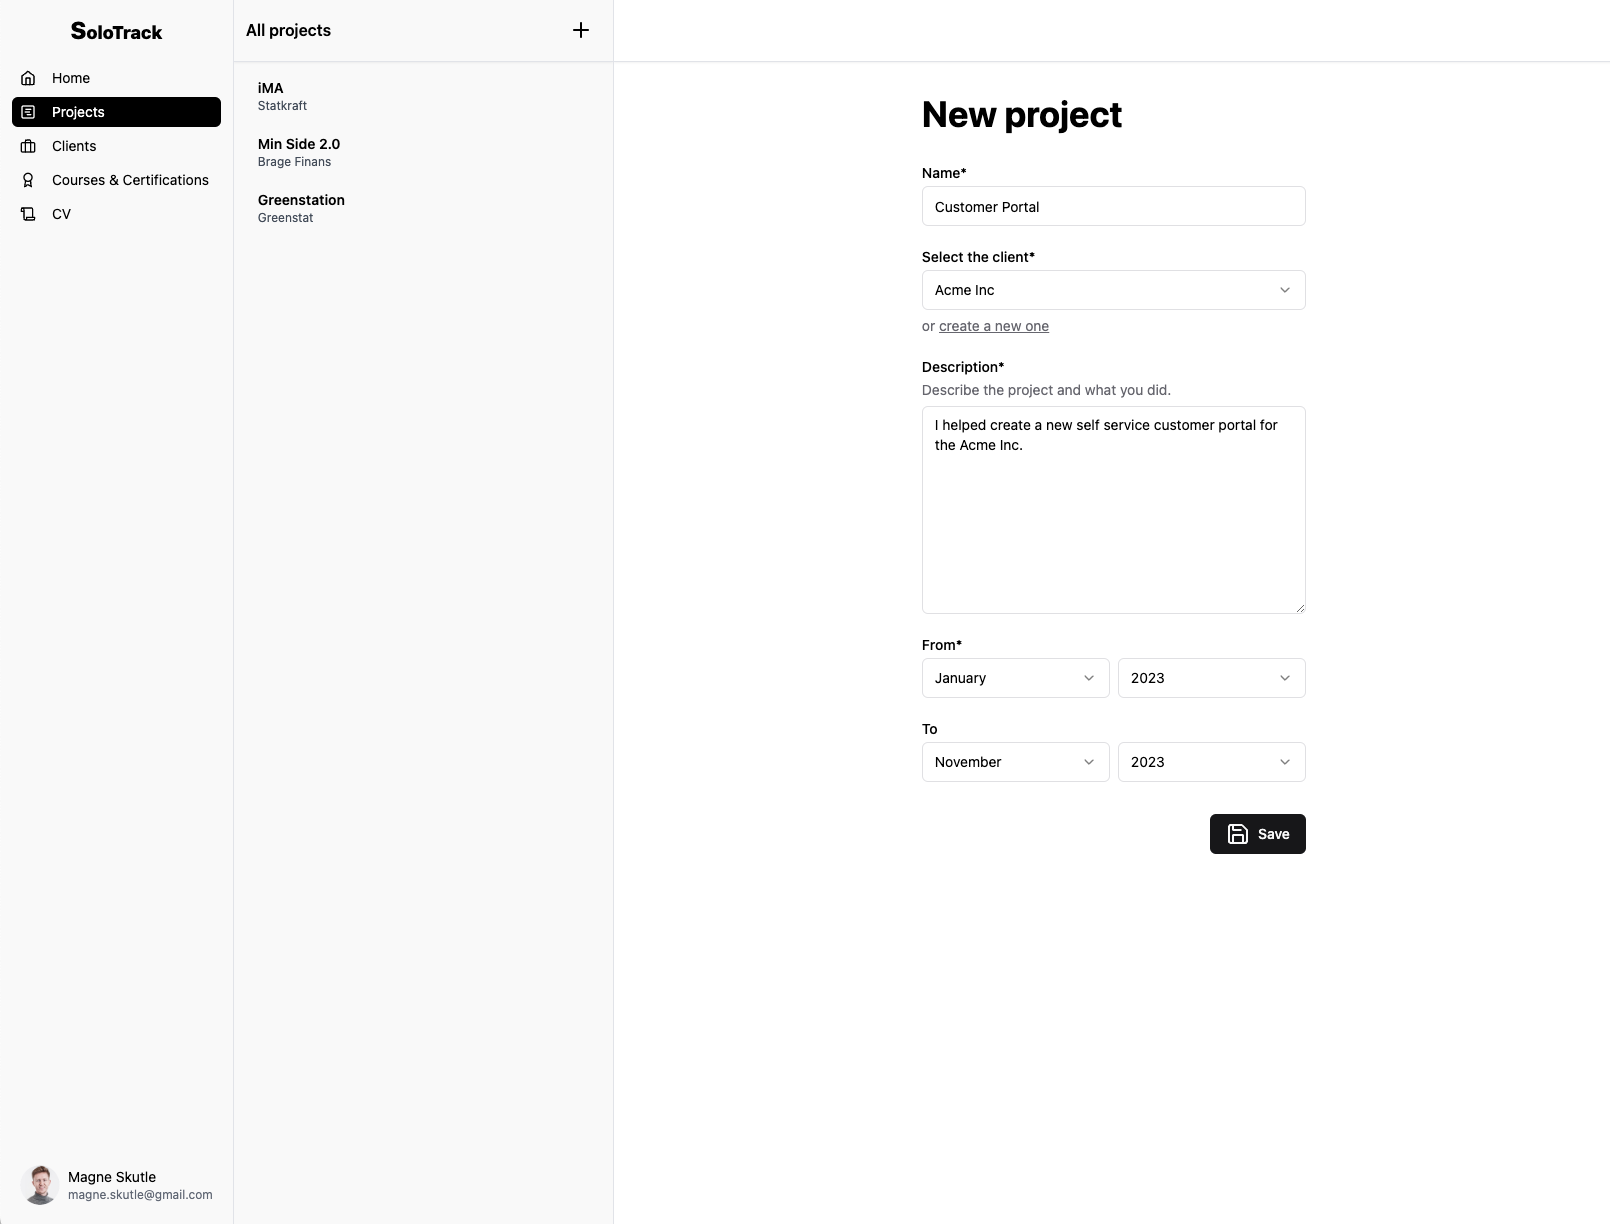 SoloTrack
Home
Projects
Clients
Courses & Certifications
CV
Magne Skutle
magne.skutle@gmail.com
All projects
iMA
Statkraft
Min Side 2.0
Brage Finans
Greenstation
Greenstat
New project
Name*
Customer Portal
Select the client*
Acme Inc
or create a new one
Description*
Describe the project and what you did.
I helped create a new self service customer portal for
the Acme Inc.
From*
January 2023
To
November 2023
Save